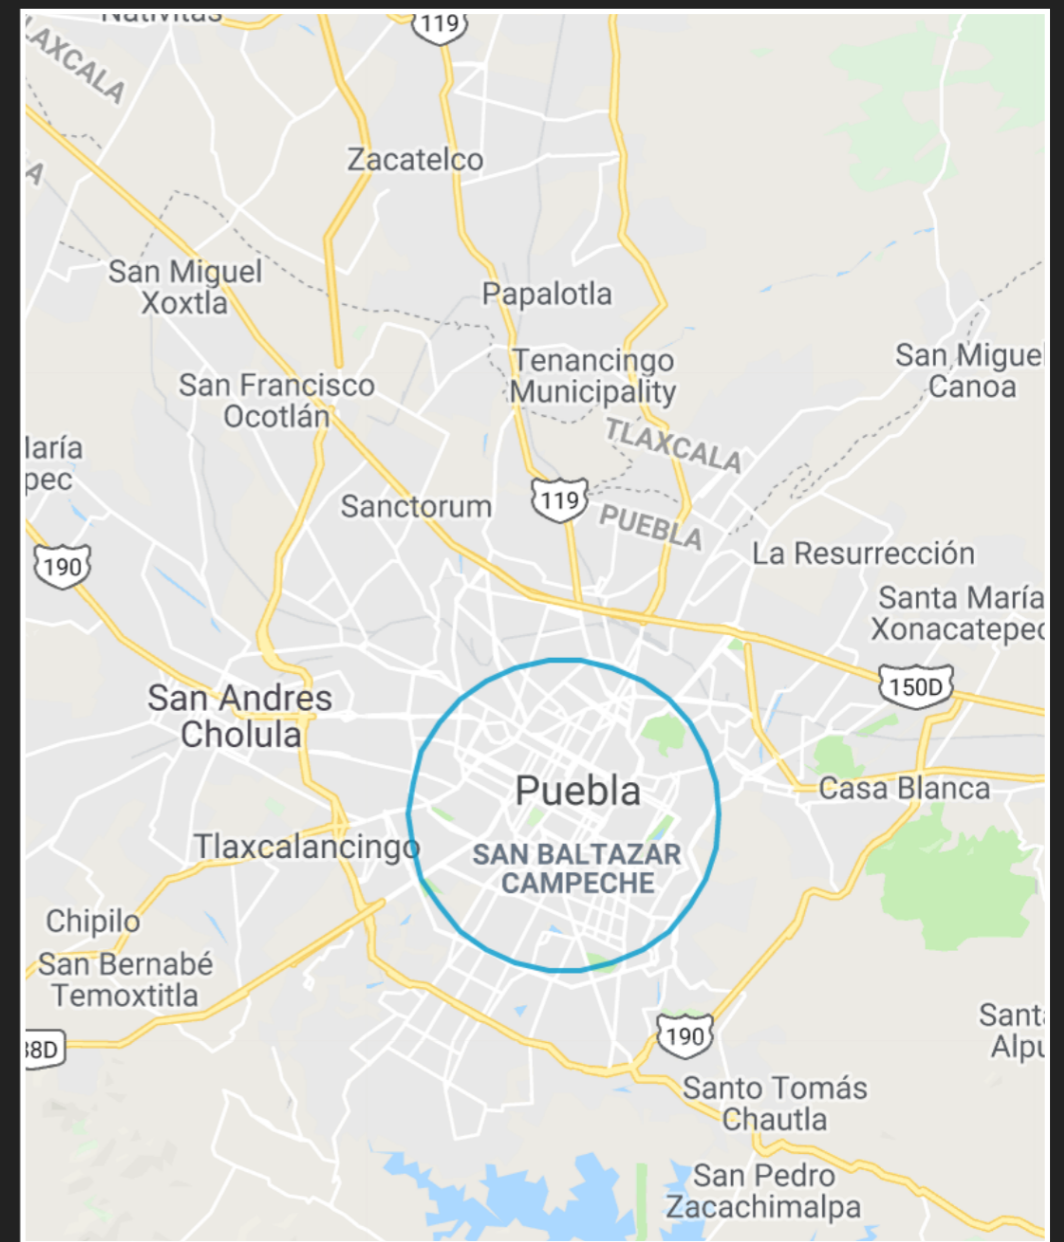 Nativitas
119
TLAXCALA
Zacatelco
San Miguel
Xoxtla
Papalotla
Tenancingo
Municipality
San Miguel
Canoa
San Francisco
Ocotlán
TLAXCALA
Sanctorum
119
PUEBLA
190
La Resurrección
Santa María
Xonacatepec
150D
San Andres
Cholula
Puebla
Casa Blanca
Tlaxcalancingo
SAN BALTAZAR
CAMPECHE
Chipilo
San Bernabé
Temoxtitla
190
Santo Tomás
Chautla
San Pedro
Zacachimalpa